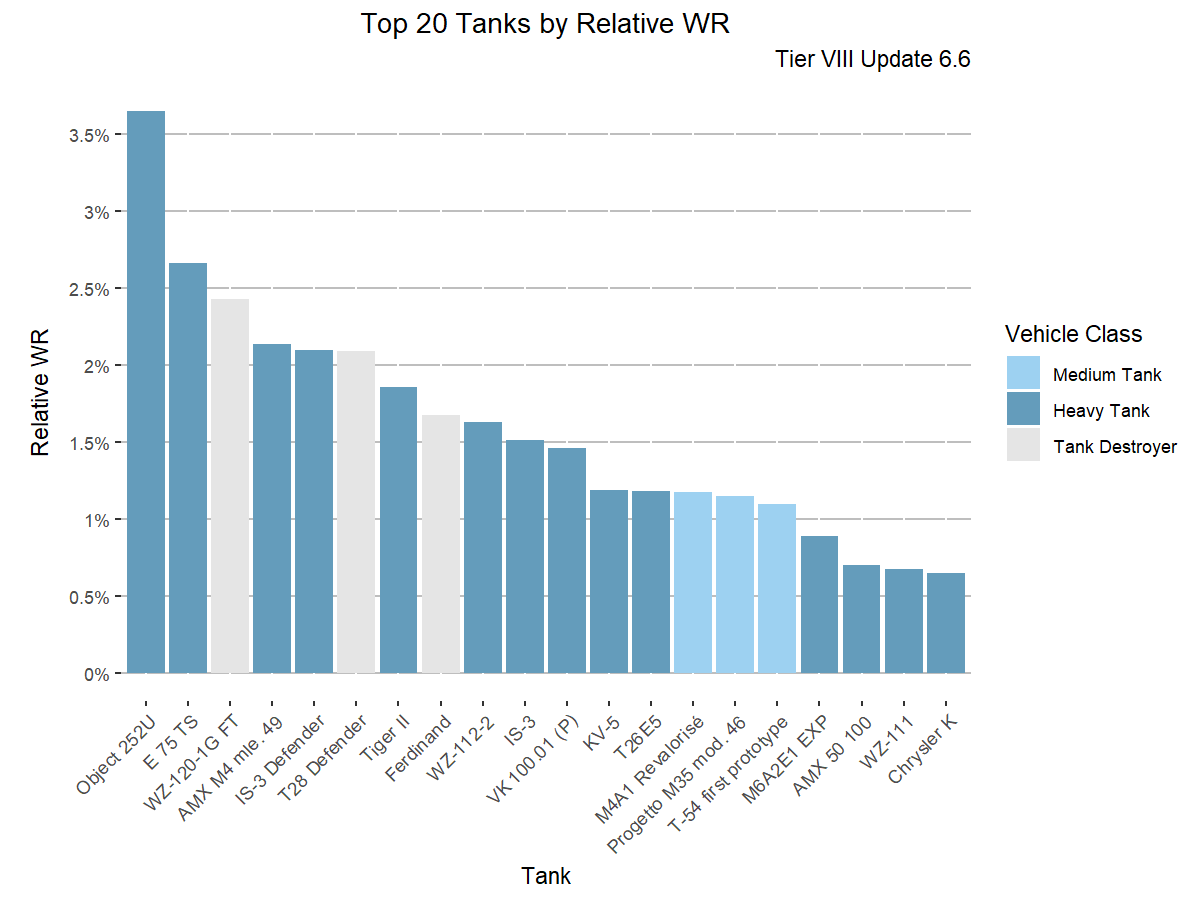 Top 20 Tanks by Relative WR
Tier VIII Update 6.6
3.5%
3%
2.5%
2%
1.5%
1%
0.5%
0%
Relative WR
Object 252U
E 75 TS
WZ-120-1G FT
AMX M4 mle. 49
IS-3 Defender
T28 Defender
Tiger II
Ferdinand
WZ-112-2
IS-3
VK 100.01 (P)
KV-5
T26E5
M4A1 Revalorisé
Progetto M35 mod. 46
T-54 first prototype
M6A2E1 EXP
AMX 50 100
WZ-111
Chrysler K
Tank
Vehicle Class
Medium Tank
Heavy Tank
Tank Destroyer